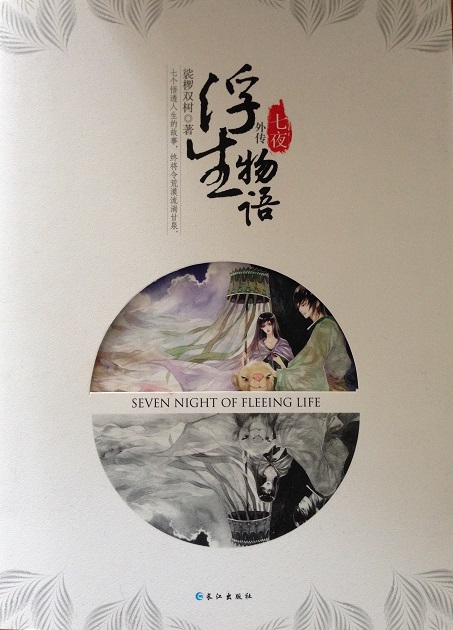 浮生物语
外传
七夜
裟椤双树◎著
七个悟透人生的故事，终将令荒漠流淌甘泉。
SEVEN NIGHT OF FLEEING LIFE
长江出版社